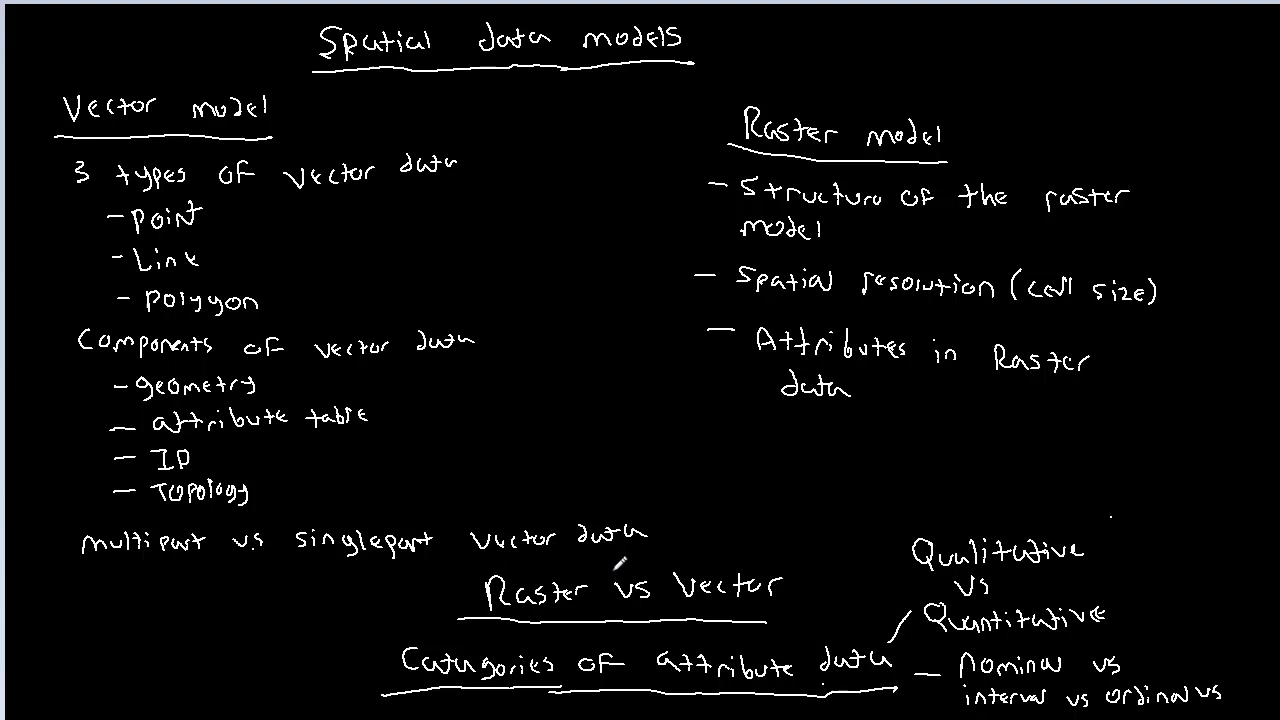 Spatial data models
Vector model
3 types of vector data
- point
- Line
- polygon
Components of vector data
- geometry
- attribute table
- ID
- Topology
multipart vs singlepart vector data
Raster model
- Structure of the raster
model
- Spatial resolution (cell size)
- Attributes in Raster
data
Raster vs Vector
Catagories of attribute data
Qualitative
vs
Quantitative
- nominal vs
interval vs ordinal vs